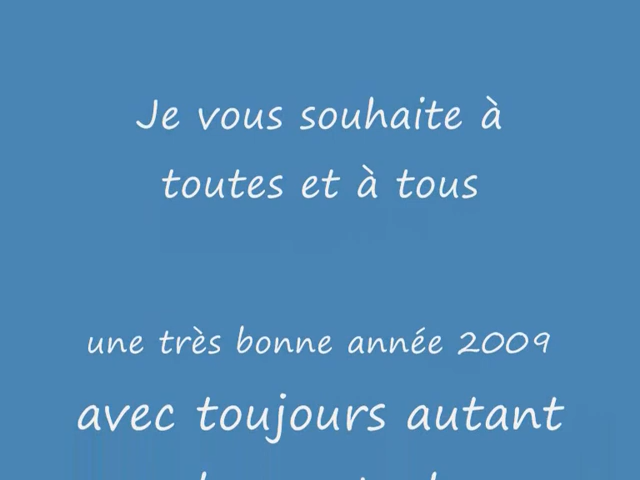 Je vous souhaite à
toutes et à tous
une très bonne année 2009
avec toujours autant